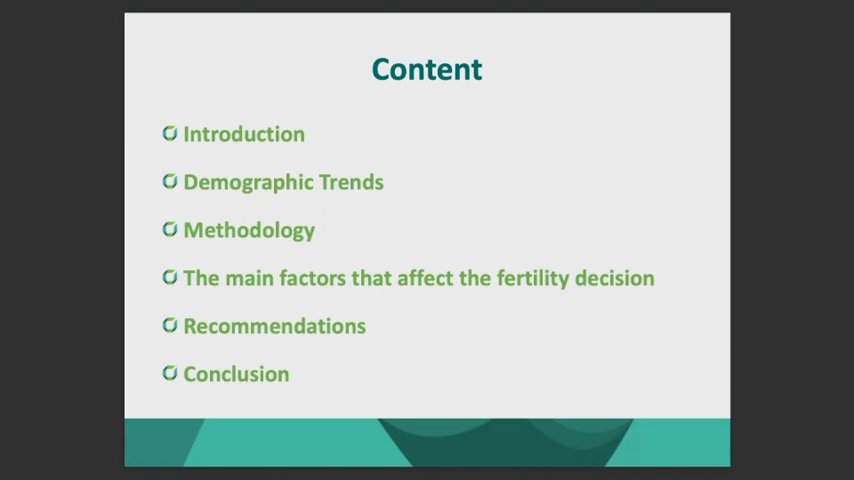 Content
Introduction
Demographic Trends
Methodology
The main factors that affect the fertility decision
Recommendations
Conclusion